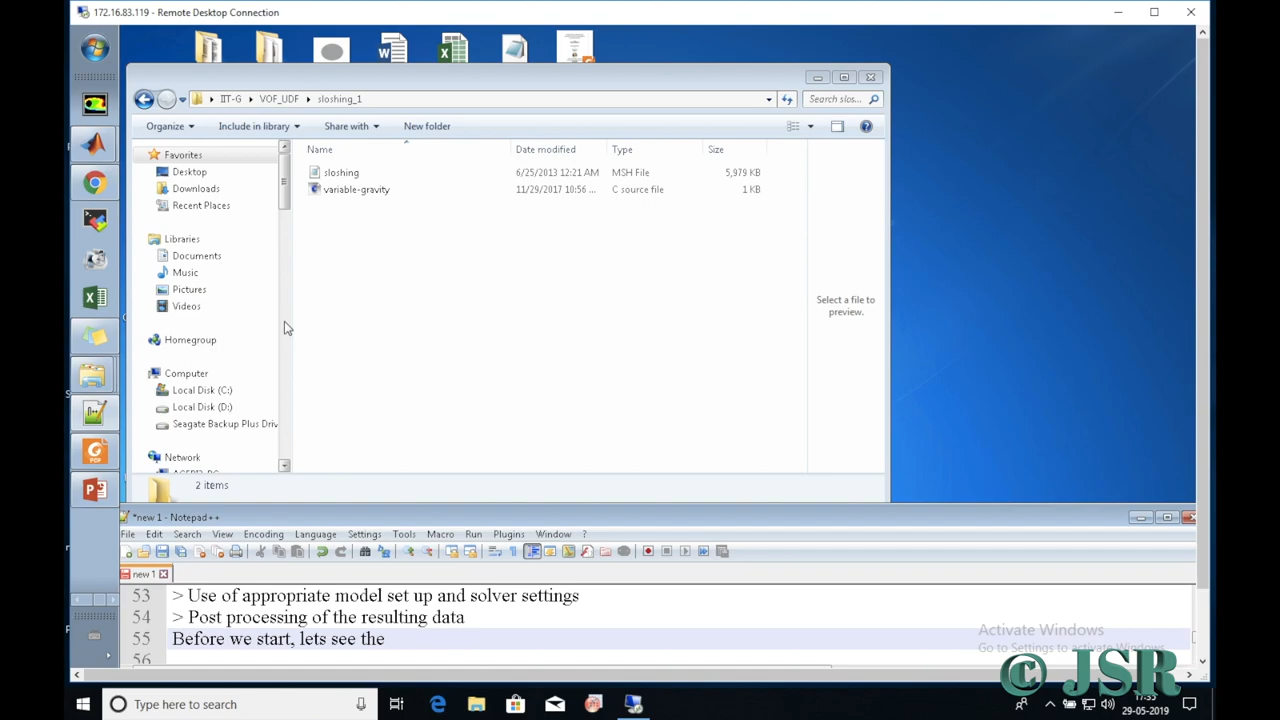 172.16.83.119 - Remote Desktop Connection
IIT-G
VOF_UDF
sloshing_1
Search slos...
Organize
Include in library
Share with
New folder
Name
Date modified
Type
Size
Favorites
Desktop
Downloads
Recent Places
Libraries
Documents
Music
Pictures
Videos
Homegroup
Computer
Local Disk (C:)
Local Disk (D:)
Seagate Backup Plus Driv
Network
sloshing
6/25/2013 12:21 AM
MSH File
5,979 KB
variable-gravity
11/29/2017 10:56 ...
C source file
1 KB
Select a file to
preview.
2 items
*new 1 - Notepad++
File Edit Search View Encoding Language Settings Tools Macro Run Plugins Window ?
new 1
53 > Use of appropriate model set up and solver settings
54 > Post processing of the resulting data
55 Before we start, lets see the
56
Activate Windows
Go to Settings to activate Windows.
© JSR
Type here to search
29-05-2019